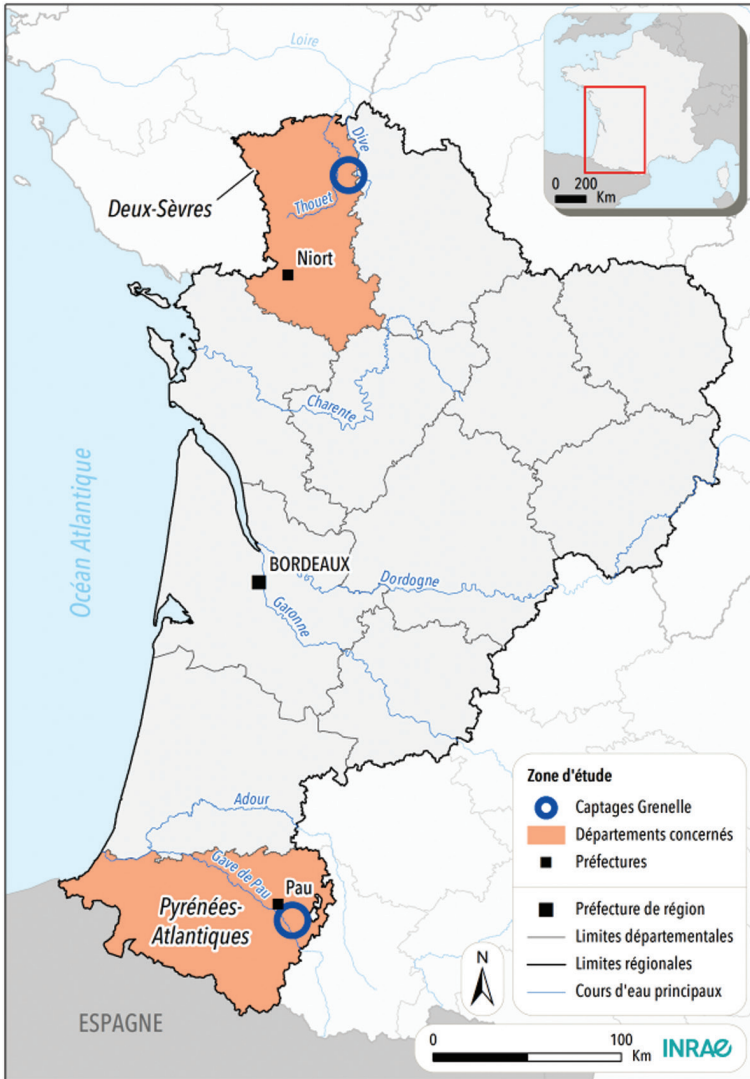 Loire
0 200
Km
Dive
Deux-Sèvres
Thouet
Niort
Charente
Océan Atlantique
BORDEAUX
Dordogne
Garonne
Adour
Gave de Pau
Pau
Pyrénées-
Atlantiques
ESPAGNE
Zone d'étude
Captages Grenelle
Départements concernés
Préfectures
Préfecture de région
Limites départementales
Limites régionales
Cours d'eau principaux
N
0 100
Km
INRAE